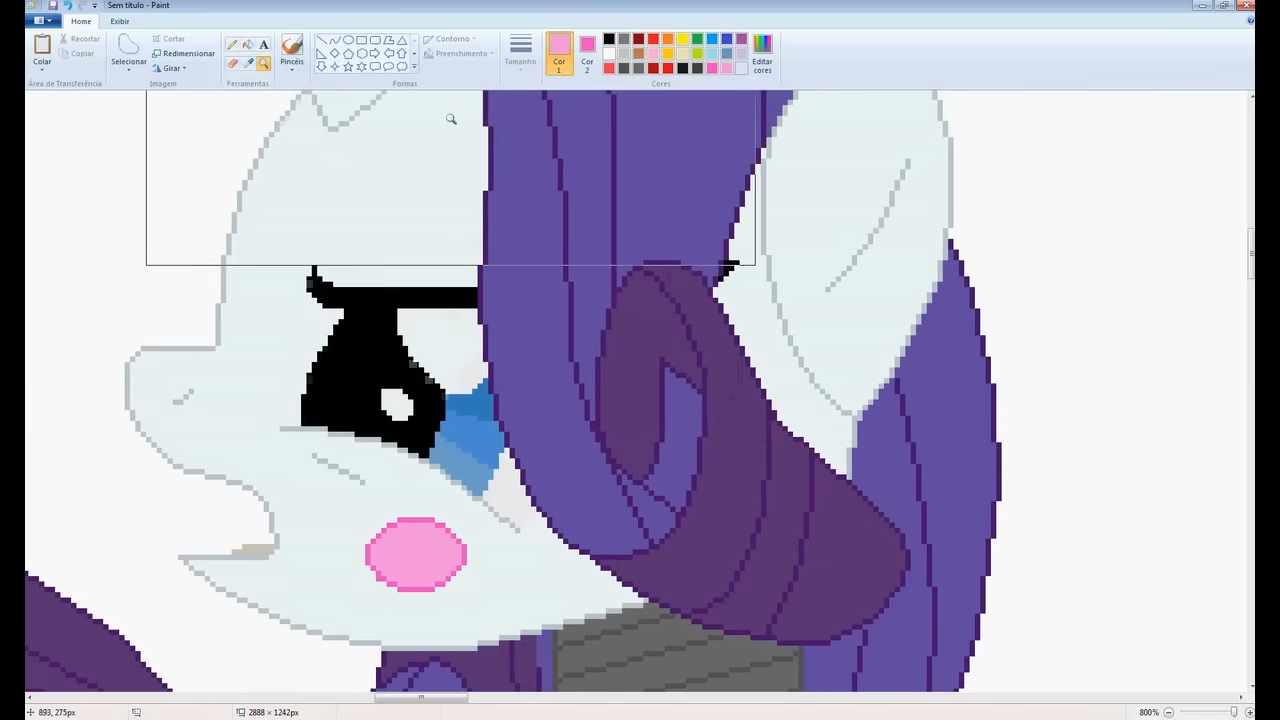 Sem título - Paint
Home
Exibir
Colar
Recortar
Copiar
Área de Transferência
Selecionar
Cortar
Redimensionar
Girar
Imagem
A
Ferramentas
Pincéis
Contorno
Preenchimento
Formas
Tamanho
Cor
1
Cor
2
Editar
cores
Cores
893, 275px
2888 × 1242px
800%